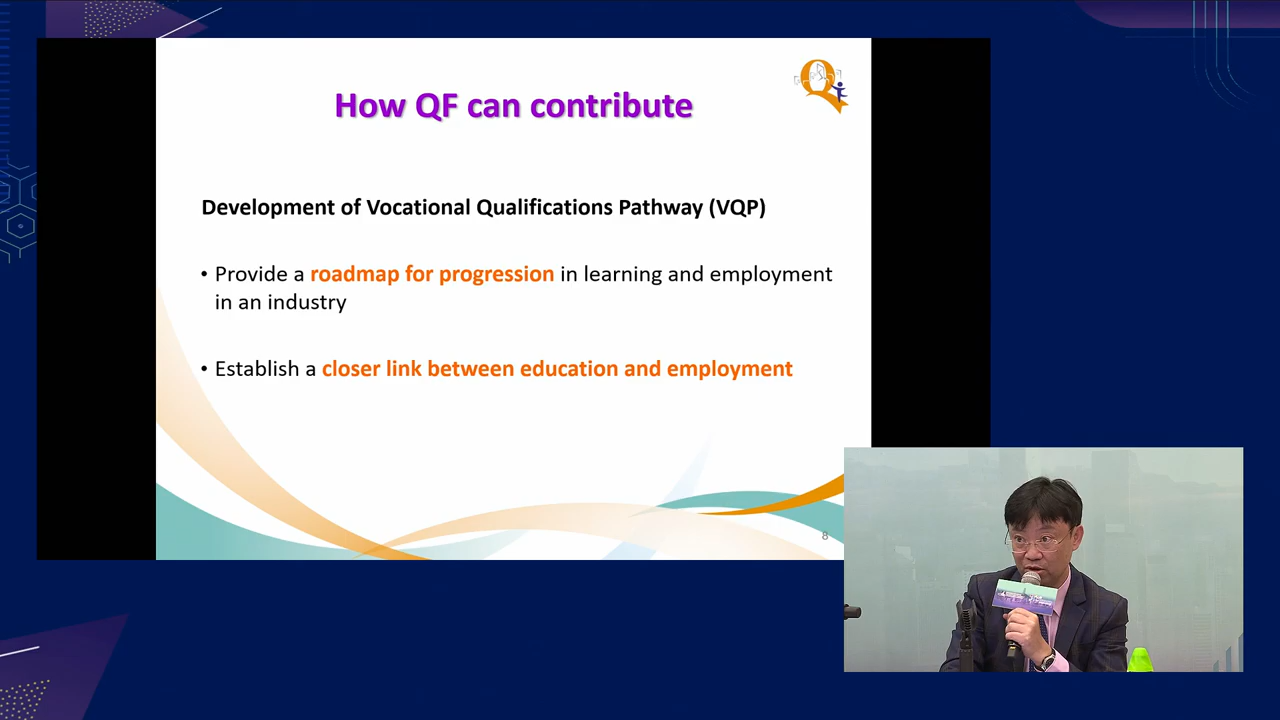 How QF can contribute
Development of Vocational Qualifications Pathway (VQP)
• Provide a roadmap for progression in learning and employment
in an industry
• Establish a closer link between education and employment
8